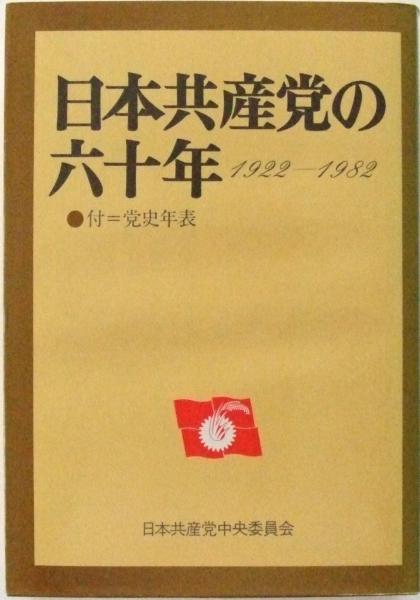 日本共産党の
六十年 1922—1982
●付=党史年表
日本共産党中央委員会